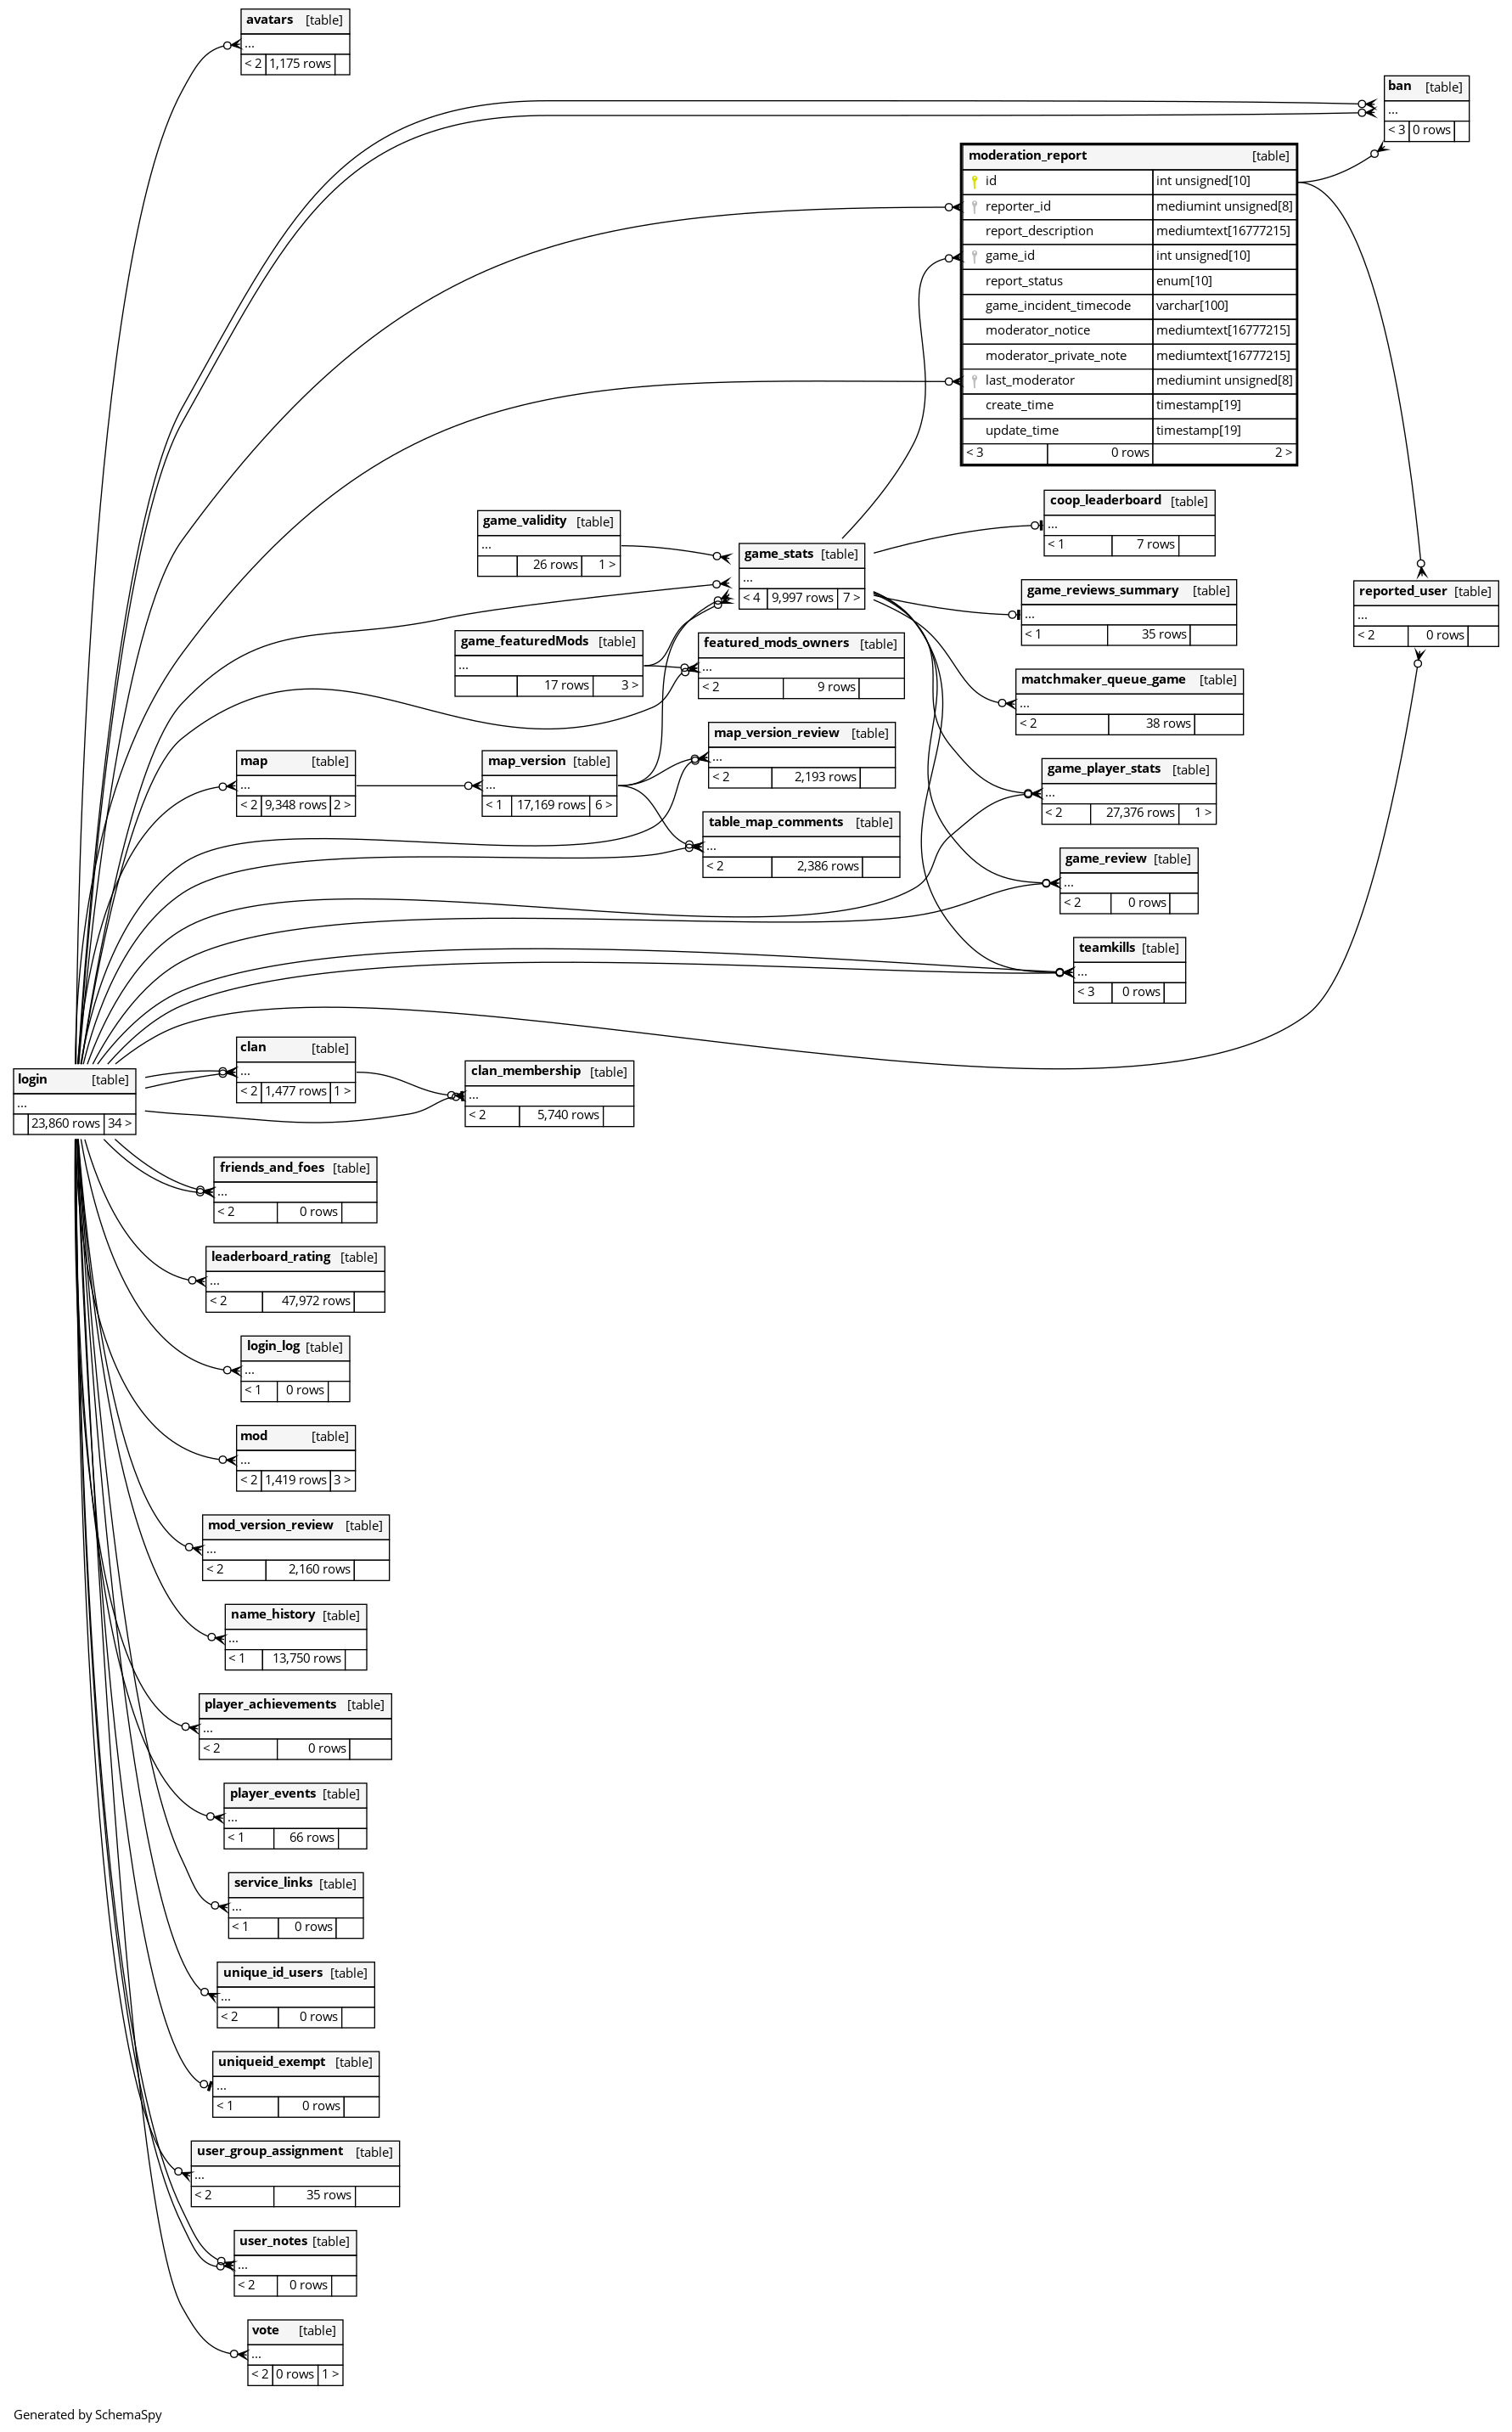 avatars [table]
...
< 2 1,175 rows
ban [table]
...
< 3 0 rows
moderation_report [table]
id int unsigned[10]
reporter_id mediumint unsigned[8]
report_description mediumtext[16777215]
game_id int unsigned[10]
report_status enum[10]
game_incident_timecode varchar[100]
moderator_notice mediumtext[16777215]
moderator_private_note mediumtext[16777215]
last_moderator mediumint unsigned[8]
create_time timestamp[19]
update_time timestamp[19]
< 3 0 rows 2 >
coop_leaderboard [table]
...
< 1 7 rows
game_validity [table]
...
26 rows 1 >
game_stats [table]
...
< 4 9,997 rows 7 >
game_reviews_summary [table]
...
< 1 35 rows
reported_user [table]
...
< 2 0 rows
game_featuredMods [table]
...
17 rows 3 >
featured_mods_owners [table]
...
< 2 9 rows
matchmaker_queue_game [table]
...
< 2 38 rows
map [table]
...
< 2 9,348 rows 2 >
map_version [table]
...
< 1 17,169 rows 6 >
map_version_review [table]
...
< 2 2,193 rows
game_player_stats [table]
...
< 2 27,376 rows 1 >
table_map_comments [table]
...
< 2 2,386 rows
game_review [table]
...
< 2 0 rows
teamkills [table]
...
< 3 0 rows
login [table]
...
23,860 rows 34 >
clan [table]
...
< 2 1,477 rows 1 >
clan_membership [table]
...
< 2 5,740 rows
friends_and_foes [table]
...
< 2 0 rows
leaderboard_rating [table]
...
< 2 47,972 rows
login_log [table]
...
< 1 0 rows
mod [table]
...
< 2 1,419 rows 3 >
mod_version_review [table]
...
< 2 2,160 rows
name_history [table]
...
< 1 13,750 rows
player_achievements [table]
...
< 2 0 rows
player_events [table]
...
< 1 66 rows
service_links [table]
...
< 1 0 rows
unique_id_users [table]
...
< 2 0 rows
uniqueid_exempt [table]
...
< 1 0 rows
user_group_assignment [table]
...
< 2 35 rows
user_notes [table]
...
< 2 0 rows
vote [table]
...
< 2 0 rows 1 >
Generated by SchemaSpy